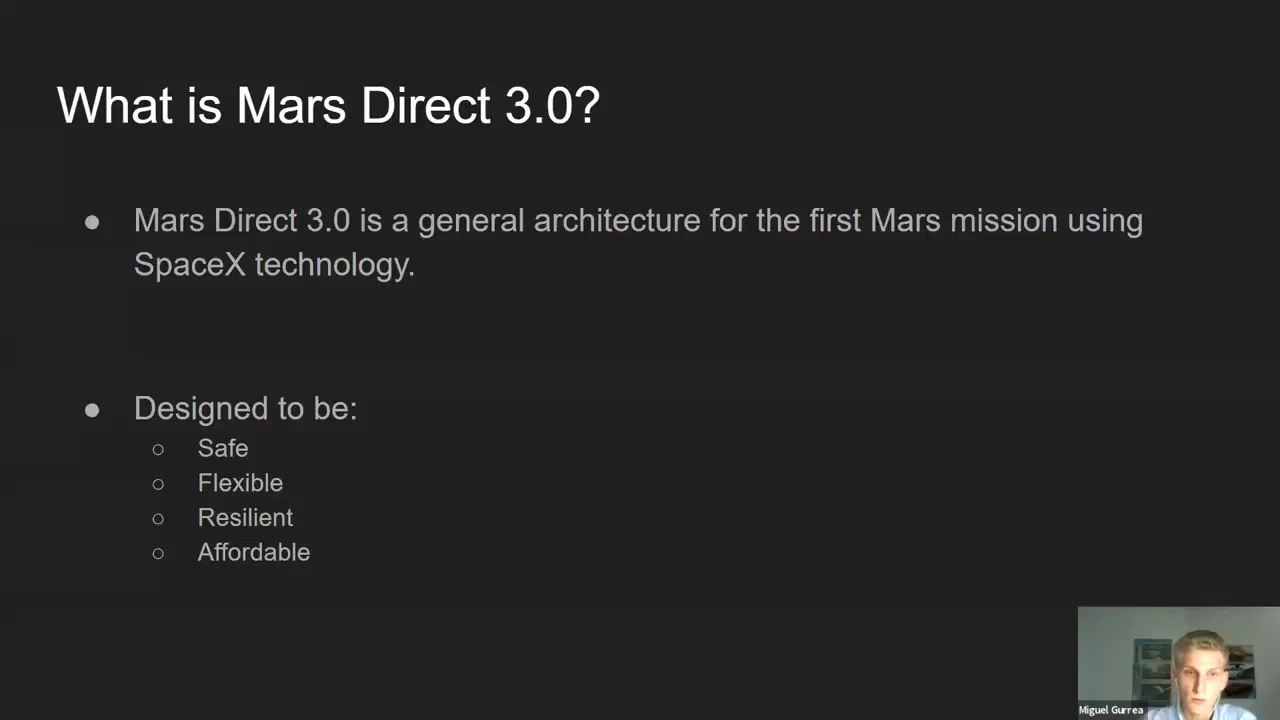 What is Mars Direct 3.0?
● Mars Direct 3.0 is a general architecture for the first Mars mission using
SpaceX technology.
● Designed to be:
○ Safe
○ Flexible
○ Resilient
○ Affordable
Miguel Gurrea